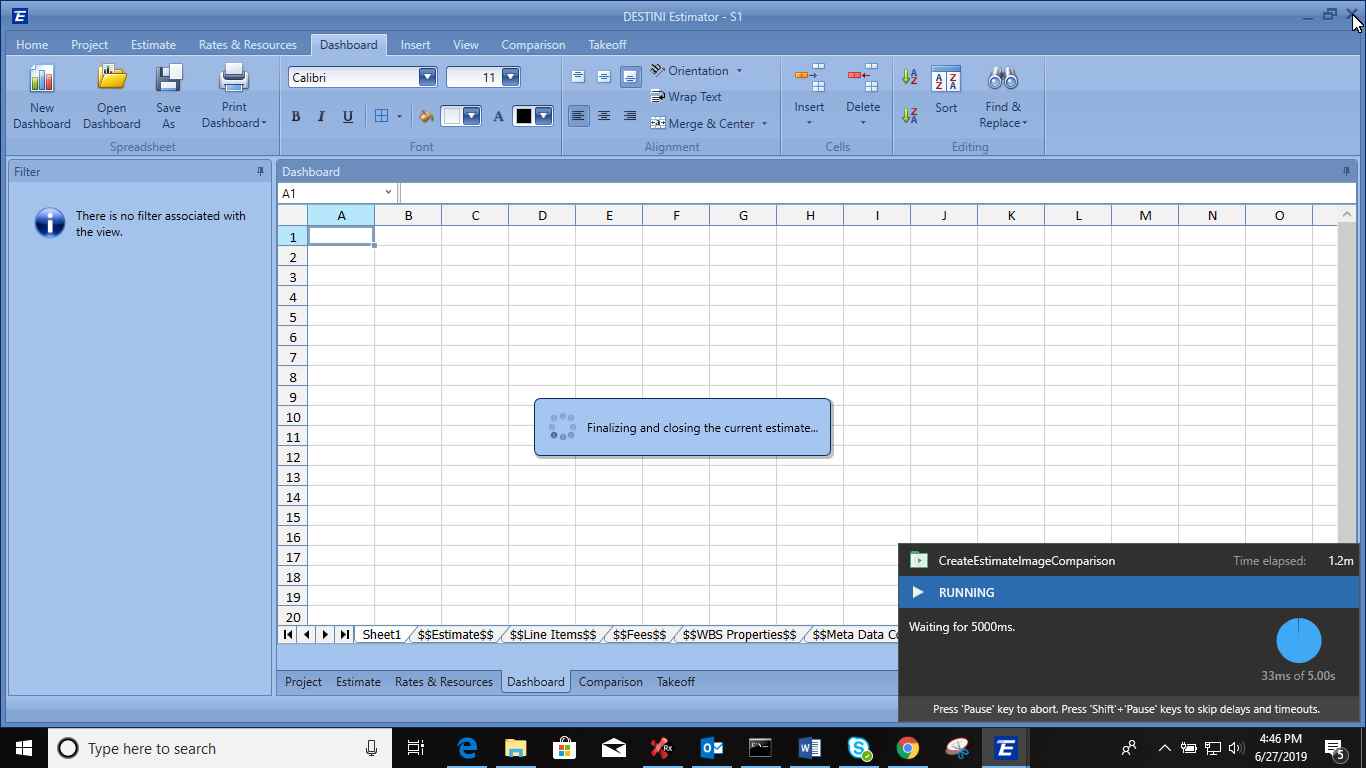 DESTINI Estimator - S1
Home Project Estimate Rates & Resources Dashboard Insert View Comparison Takeoff
New Dashboard
Open Dashboard
Save As
Print Dashboard
Spreadsheet
Calibri 11
B I U A
Font
Orientation
Wrap Text
Merge & Center
Alignment
Insert
Delete
Cells
Sort
Find & Replace
Editing
Filter
There is no filter associated with
the view.
Dashboard
A1
A B C D E F G H I J K L M N O
1
2
3
4
5
6
7
8
9
10
11
12
13
14
15
16
17
18
19
20
Finalizing and closing the current estimate...
Sheet1 $$Estimate$$ $$Line Items$$ $$Fees$$ $$WBS Properties$$ $$Meta Data Co
Project Estimate Rates & Resources Dashboard Comparison Takeoff
CreateEstimateImageComparison Time elapsed: 1.2m
RUNNING
Waiting for 5000ms.
33ms of 5.00s
Press 'Pause' key to abort. Press 'Shift'+'Pause' keys to skip delays and timeouts.
Type here to search
4:46 PM
6/27/2019
5